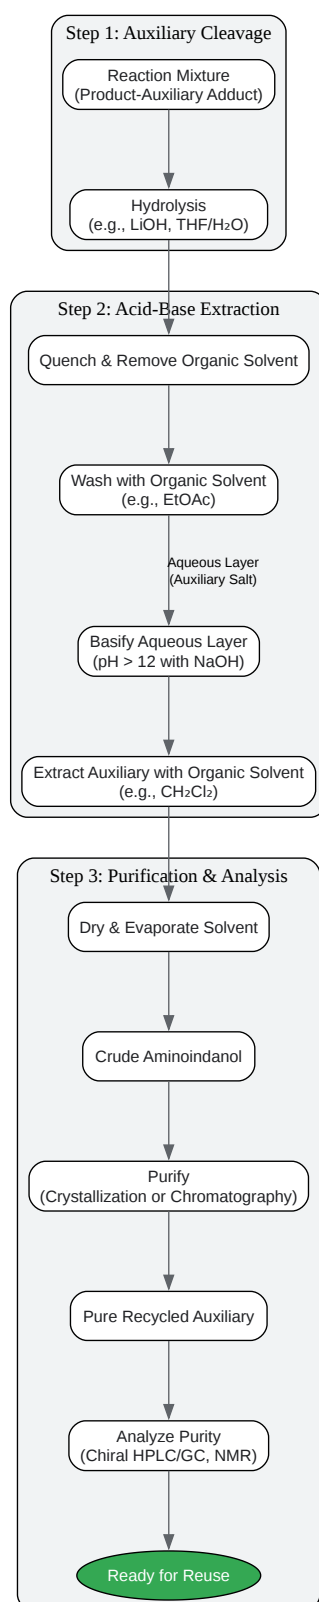 Step 1: Auxiliary Cleavage
Reaction Mixture
(Product-Auxiliary Adduct)
Hydrolysis
(e.g., LiOH, THF/H₂O)
Step 2: Acid-Base Extraction
Quench & Remove Organic Solvent
Wash with Organic Solvent
(e.g., EtOAc)
Aqueous Layer
(Auxiliary Salt)
Basify Aqueous Layer
(pH > 12 with NaOH)
Extract Auxiliary with Organic Solvent
(e.g., CH₂Cl₂)
Step 3: Purification & Analysis
Dry & Evaporate Solvent
Crude Aminoindanol
Purify
(Crystallization or Chromatography)
Pure Recycled Auxiliary
Analyze Purity
(Chiral HPLC/GC, NMR)
Ready for Reuse